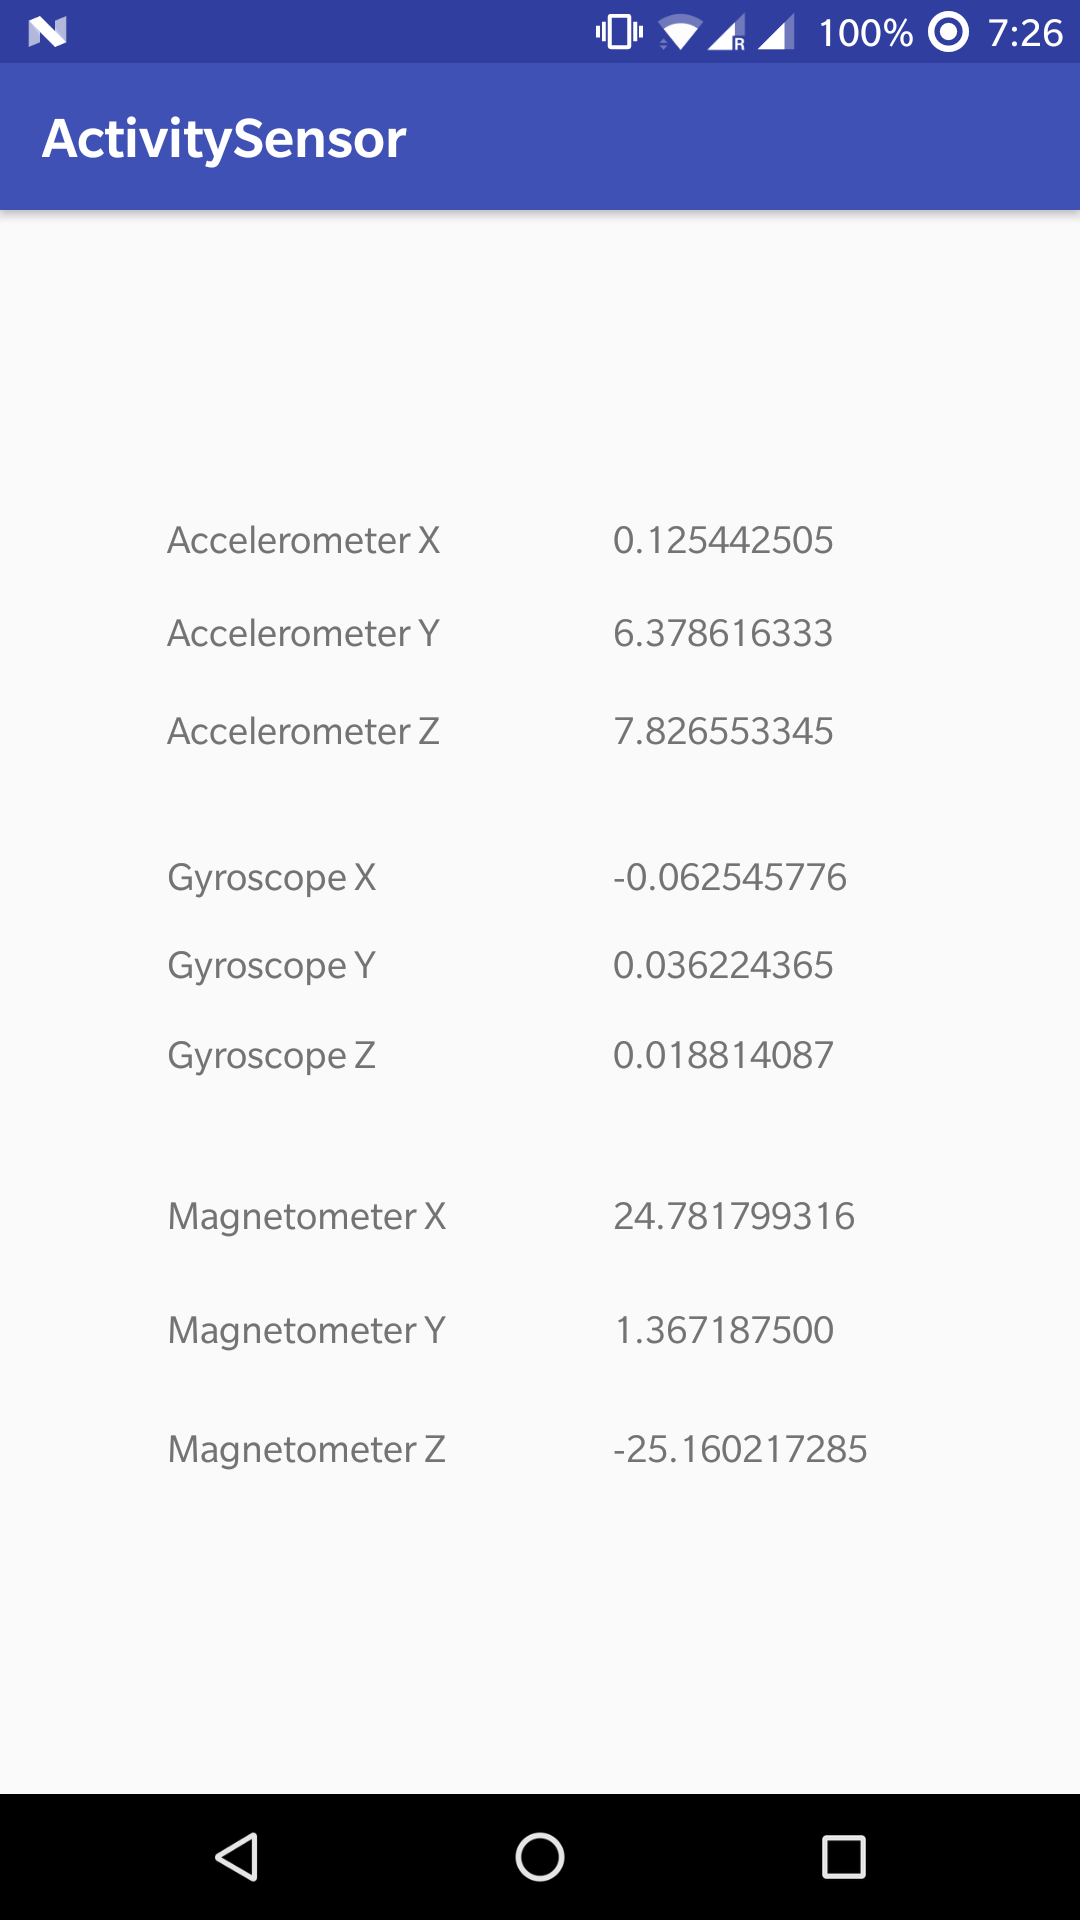 100% 7:26
ActivitySensor
Accelerometer X 0.125442505
Accelerometer Y 6.378616333
Accelerometer Z 7.826553345
Gyroscope X -0.062545776
Gyroscope Y 0.036224365
Gyroscope Z 0.018814087
Magnetometer X 24.781799316
Magnetometer Y 1.367187500
Magnetometer Z -25.160217285